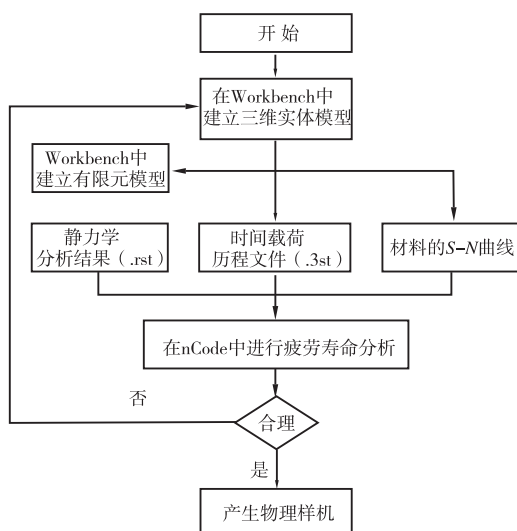 开 始
在Workbench中
建立三维实体模型
Workbench中
建立有限元模型
静力学
分析结果（.rst）
时间载荷
历程文件（.3st）
材料的S–N曲线
在nCode中进行疲劳寿命分析
否
合理
是
产生物理样机